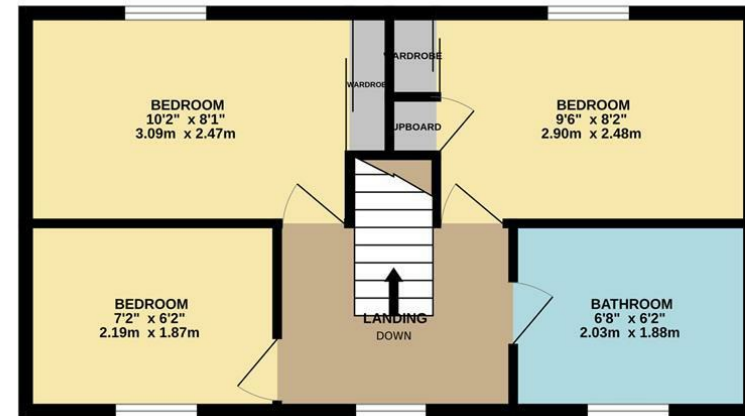 BEDROOM
10'2" x 8'1"
3.09m x 2.47m
WARDROBE
WARDROBE
UPBOARD
BEDROOM
9'6" x 8'2"
2.90m x 2.48m
BEDROOM
7'2" x 6'2"
2.19m x 1.87m
LANDING
DOWN
BATHROOM
6'8" x 6'2"
2.03m x 1.88m